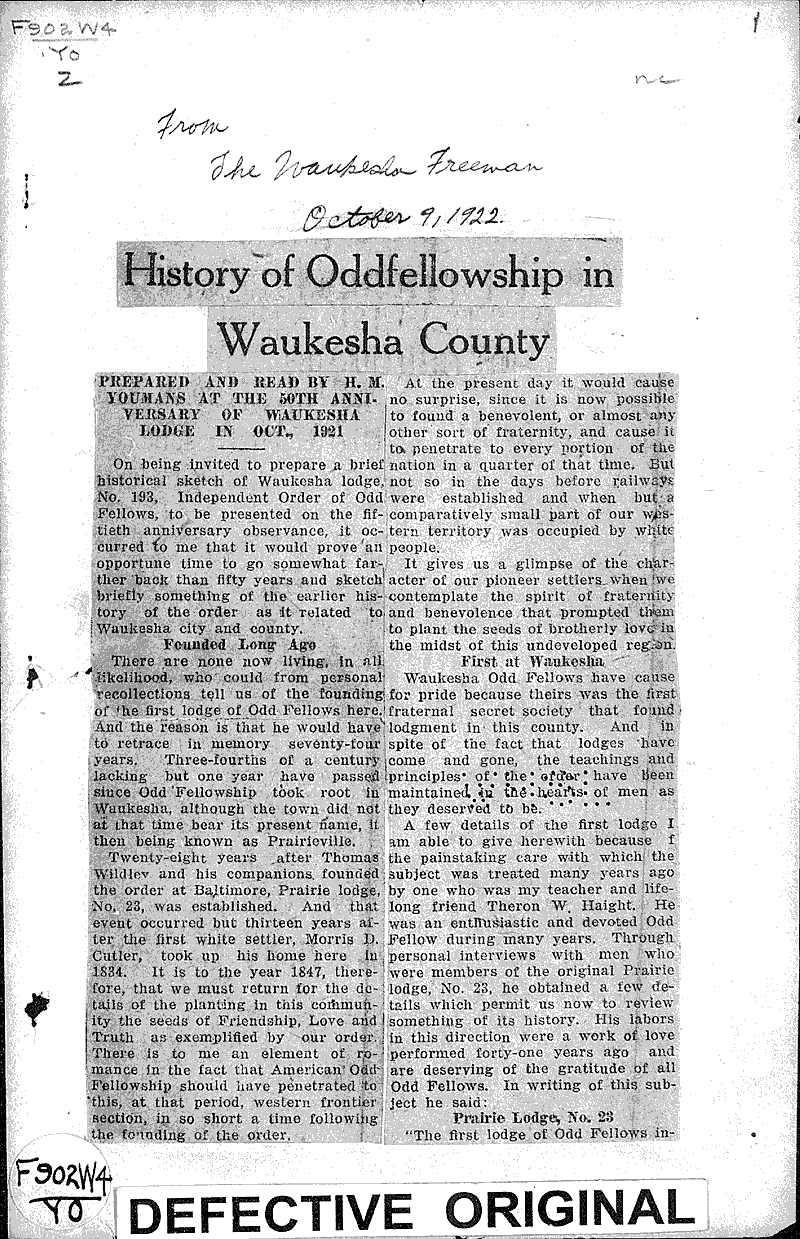 F902W4
YO
Z
1
nc
From
The Waukesha Freeman
October 9, 1922.
History of Oddfellowship in
Waukesha County
PREPARED AND READ BY H. M.
YOUMANS AT THE 50TH ANNI-
VERSARY OF WAUKESHA
LODGE IN OCT., 1921
On being invited to prepare a brief
historical sketch of Waukesha lodge,
No. 193, Independent Order of Odd
Fellows, to be presented on the fif-
tieth anniversary observance, it oc-
curred to me that it would prove an
opportune time to go somewhat far-
ther back than fifty years and sketch
briefly something of the earlier his-
tory of the order as it related to
Waukesha city and county.
Founded Long Ago
There are none now living, in all
likelihood, who could from personal
recollections tell us of the founding
of the first lodge of Odd Fellows here.
And the reason is that he would have
to retrace in memory seventy-four
years. Three-fourths of a century
lacking but one year have passed
since Odd Fellowship took root in
Waukesha, although the town did not
at that time bear its present name, it
then being known as Prairieville.
Twenty-eight years after Thomas
Wildley and his companions founded
the order at Baltimore, Prairie lodge,
No. 23, was established. And that
event occurred but thirteen years af-
ter the first white settler, Morris D.
Cutler, took up his home here in
1834. It is to the year 1847, there-
fore, that we must return for the de-
tails of the planting in this commun-
ity the seeds of Friendship, Love and
Truth as exemplified by our order.
There is to me an element of ro-
mance in the fact that American Odd
Fellowship should have penetrated to
this, at that period, western frontier
section, in so short a time following
the founding of the order.
At the present day it would cause
no surprise, since it is now possible
to found a benevolent, or almost any
other sort of fraternity, and cause it
to penetrate to every portion of the
nation in a quarter of that time. But
not so in the days before railways
were established and when but a
comparatively small part of our wes-
tern territory was occupied by white
people.
It gives us a glimpse of the char-
acter of our pioneer settlers when we
contemplate the spirit of fraternity
and benevolence that prompted them
to plant the seeds of brotherly love in
the midst of this undeveloped region.
First at Waukesha
Waukesha Odd Fellows have cause
for pride because theirs was the first
fraternal secret society that found
lodgment in this county. And in
spite of the fact that lodges have
come and gone, the teachings and
principles of the order have been
maintained in the hearts of men as
they deserved to be.
A few details of the first lodge I
am able to give herewith because f
the painstaking care with which the
subject was treated many years ago
by one who was my teacher and life-
long friend Theron W. Haight. He
was an enthusiastic and devoted Odd
Fellow during many years. Through
personal interviews with men who
were members of the original Prairie
lodge, No. 23, he obtained a few de-
tails which permit us now to review
something of its history. His labors
in this direction were a work of love
performed forty-one years ago and
are deserving of the gratitude of all
Odd Fellows. In writing of this sub-
ject he said:
Prairie Lodge, No. 23
"The first lodge of Odd Fellows in-
F902W4
YO
DEFECTIVE ORIGINAL